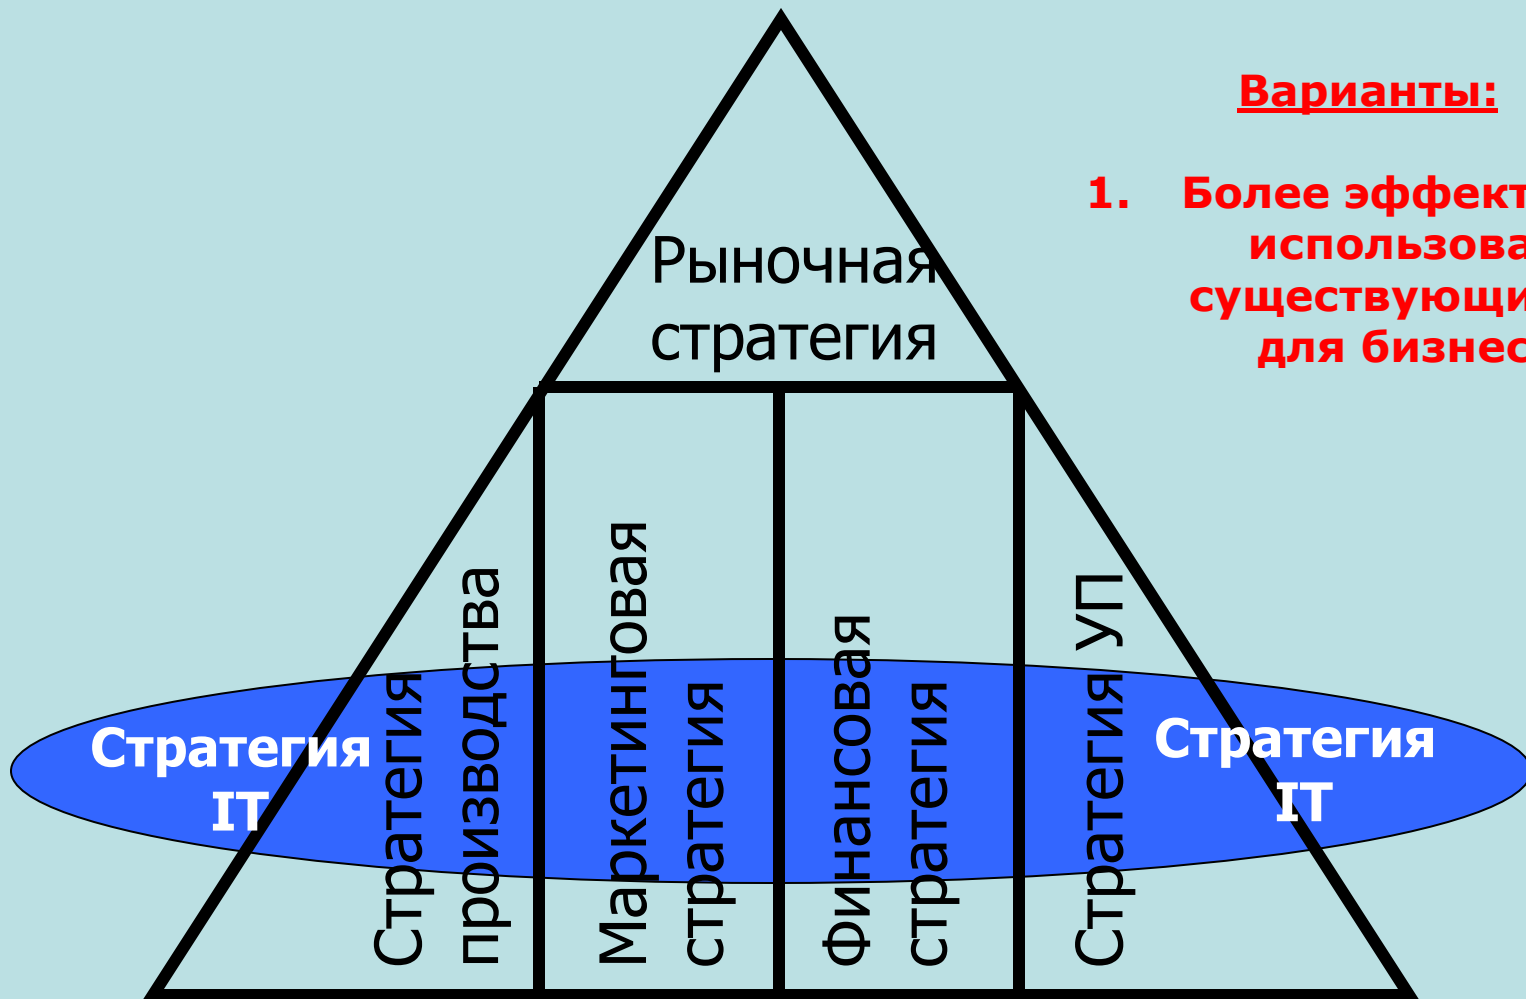 Варианты:
1. Более эффект
использова
существующи
для бизнес
Рыночная
стратегия
Стратегия
производства
Маркетинговая
стратегия
Финансовая
стратегия
Стратегия УП
Стратегия
IT
Стратегия
IT